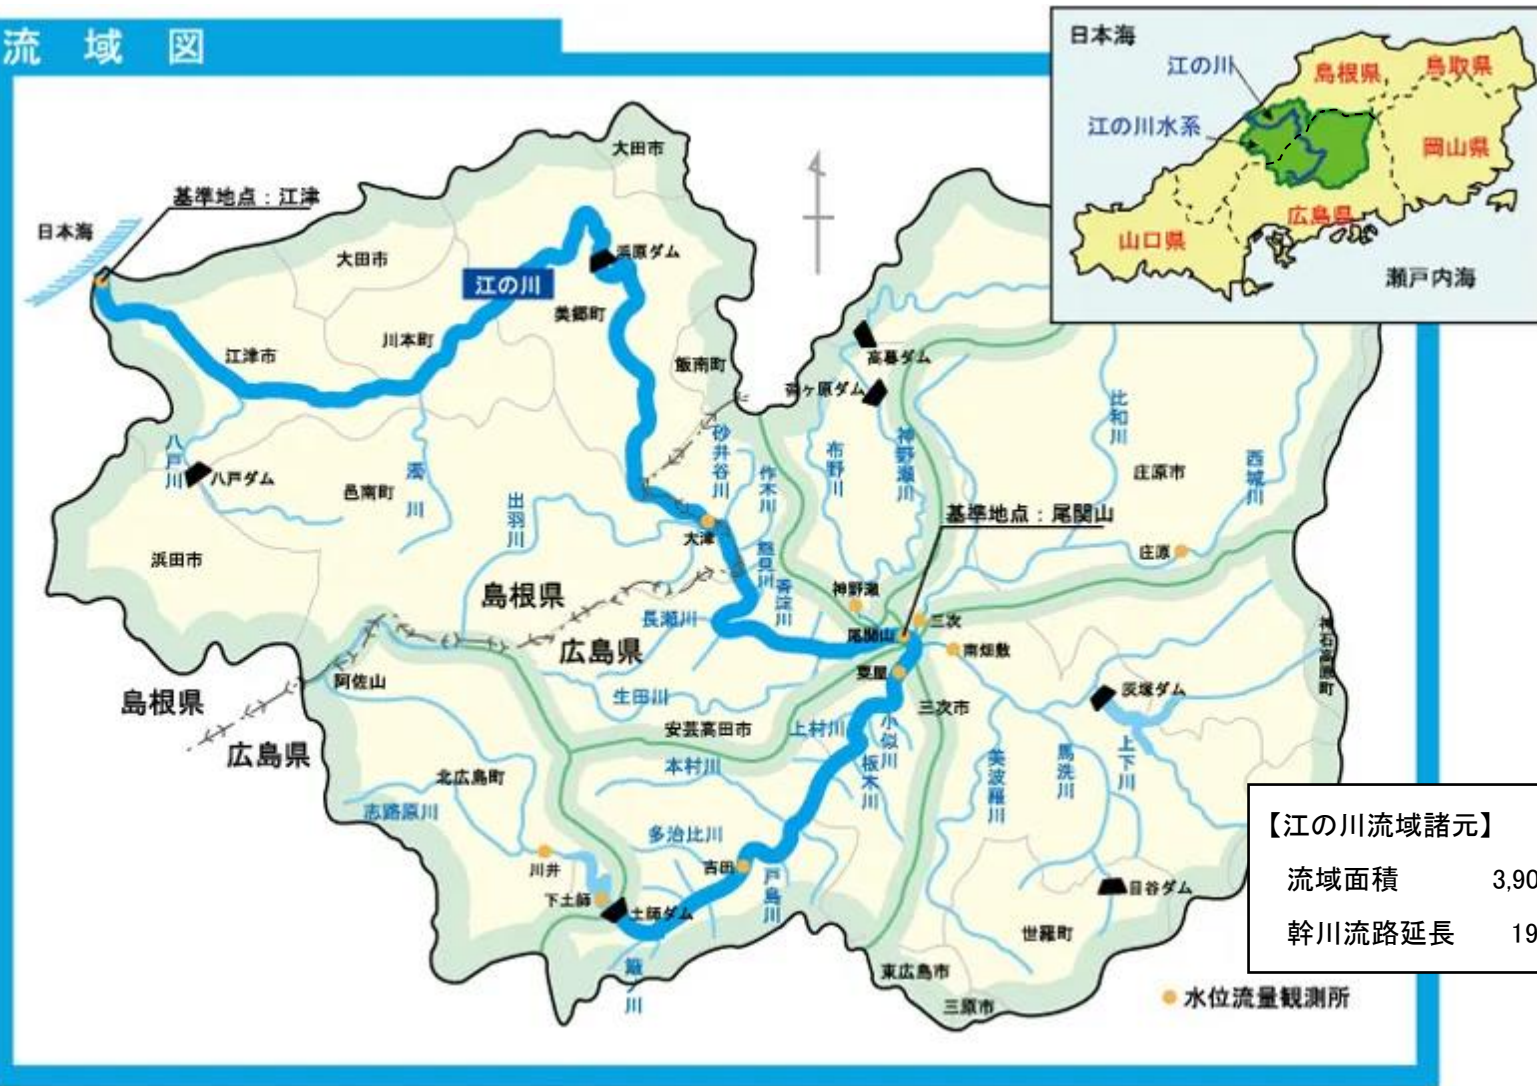 流域図
日本海
江の川
島根県
鳥取県
江の川水系
岡山県
広島県
山口県
瀬戸内海
大田市
基準地点：江津
日本海
大田市
浜原ダム
江の川
美郷町
川本町
江津市
飯南町
高暮ダム
比和川
砂井谷川
作木川
布野川
神野瀬川
八戸川
八戸ダム
濁川
邑南町
出羽川
庄原市
西城川
基準地点：尾関山
大津
庄原
浜田市
島根県
長瀬川
神野瀬
三次
尾関山
南畑敷
広島県
粟屋
阿佐山
生田川
島根県
三次市
安芸高田市
上村川
小似川
板木川
広島県
本村川
美波羅川
馬洗川
上下川
北広島町
志路原川
多治比川
吉田
川井
戸島川
下土師
土師ダム
目谷ダム
世羅町
東広島市
三原市
【江の川流域諸元】
流域面積 3,90
幹川流路延長 19
水位流量観測所